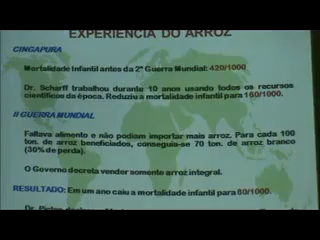 EXPERIÊNCIA DO ARROZ
CINGAPURA
Mortalidade Infantil antes da 2ª Guerra Mundial: 420/1000
Dr. Scharff trabalhou durante 10 anos usando todos os recursos
científicos da época. Reduziu a mortalidade infantil para 160/1000.
II GUERRA MUNDIAL
Faltava alimento e não podiam importar mais arroz. Para cada 100
ton. de arroz beneficiados, conseguia-se 70 ton. de arroz branco
(30% de perda).
O Governo decreta vender somente arroz integral.
RESULTADO: Em um ano caiu a mortalidade infantil para 80/1000.
Dr.